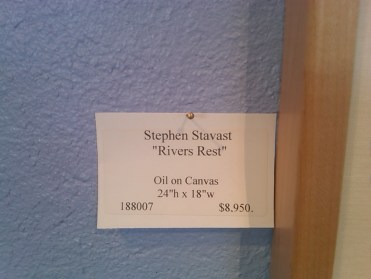 Stephen Stavast
"Rivers Rest"
Oil on Canvas
24"h x 18"w
188007 $8,950.